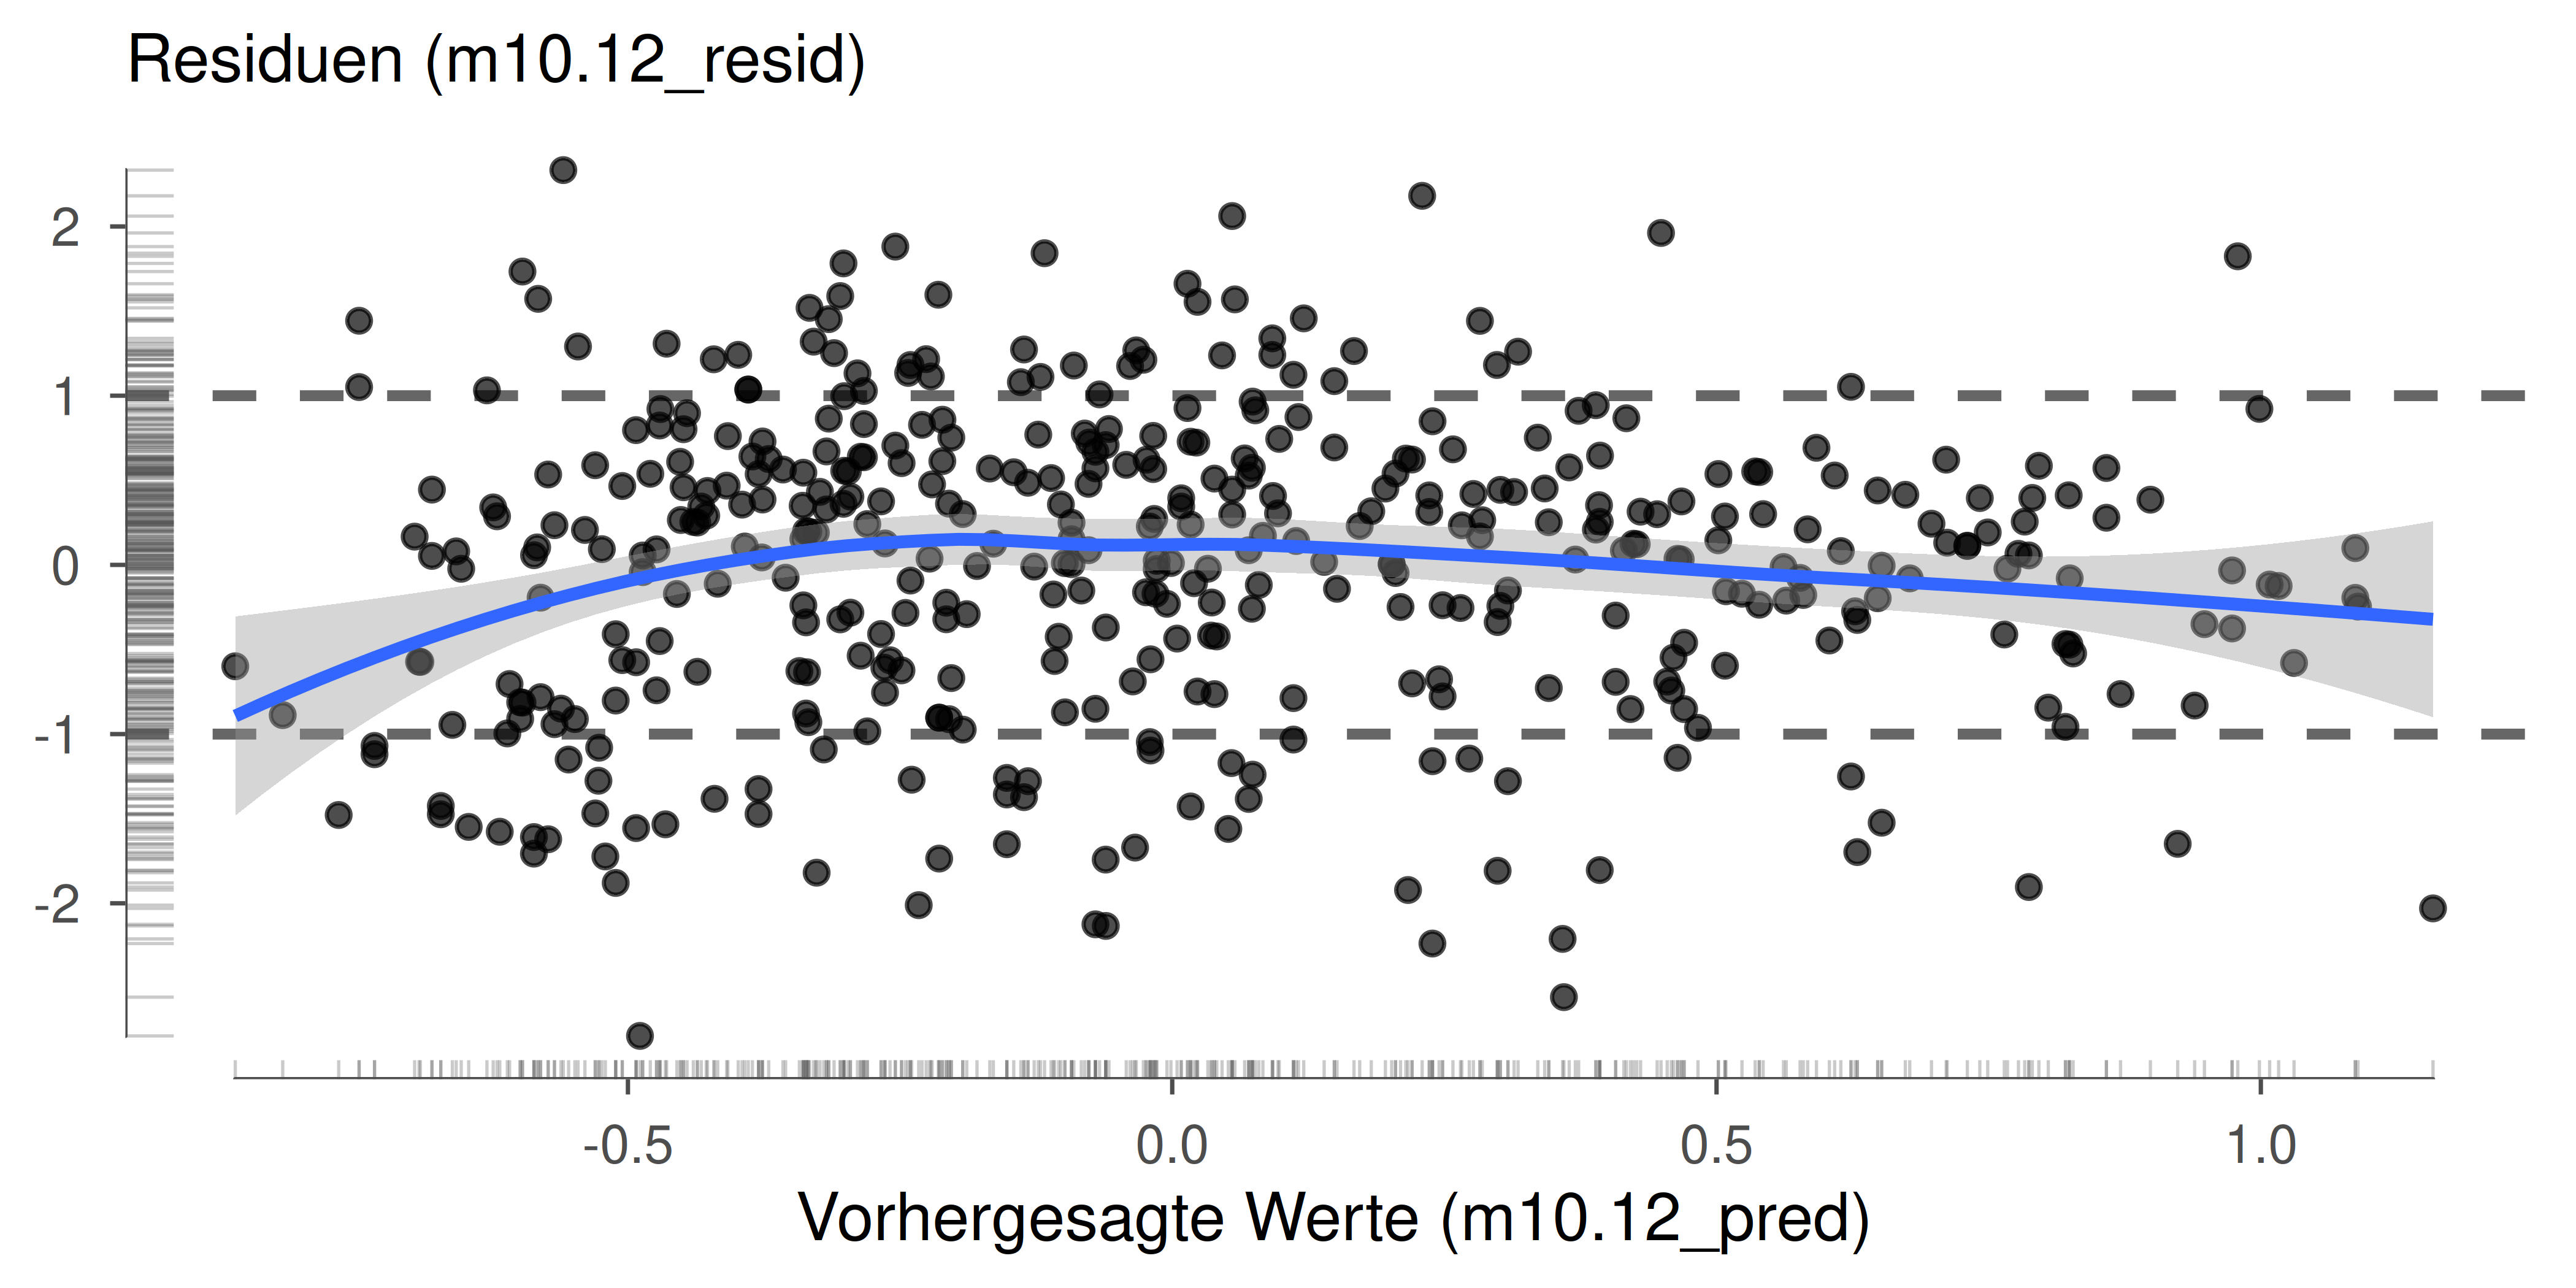 Residuen (m10.12_resid)
2
1
0
-1
-2
-0.5 0.0 0.5 1.0
Vorhergesagte Werte (m10.12_pred)